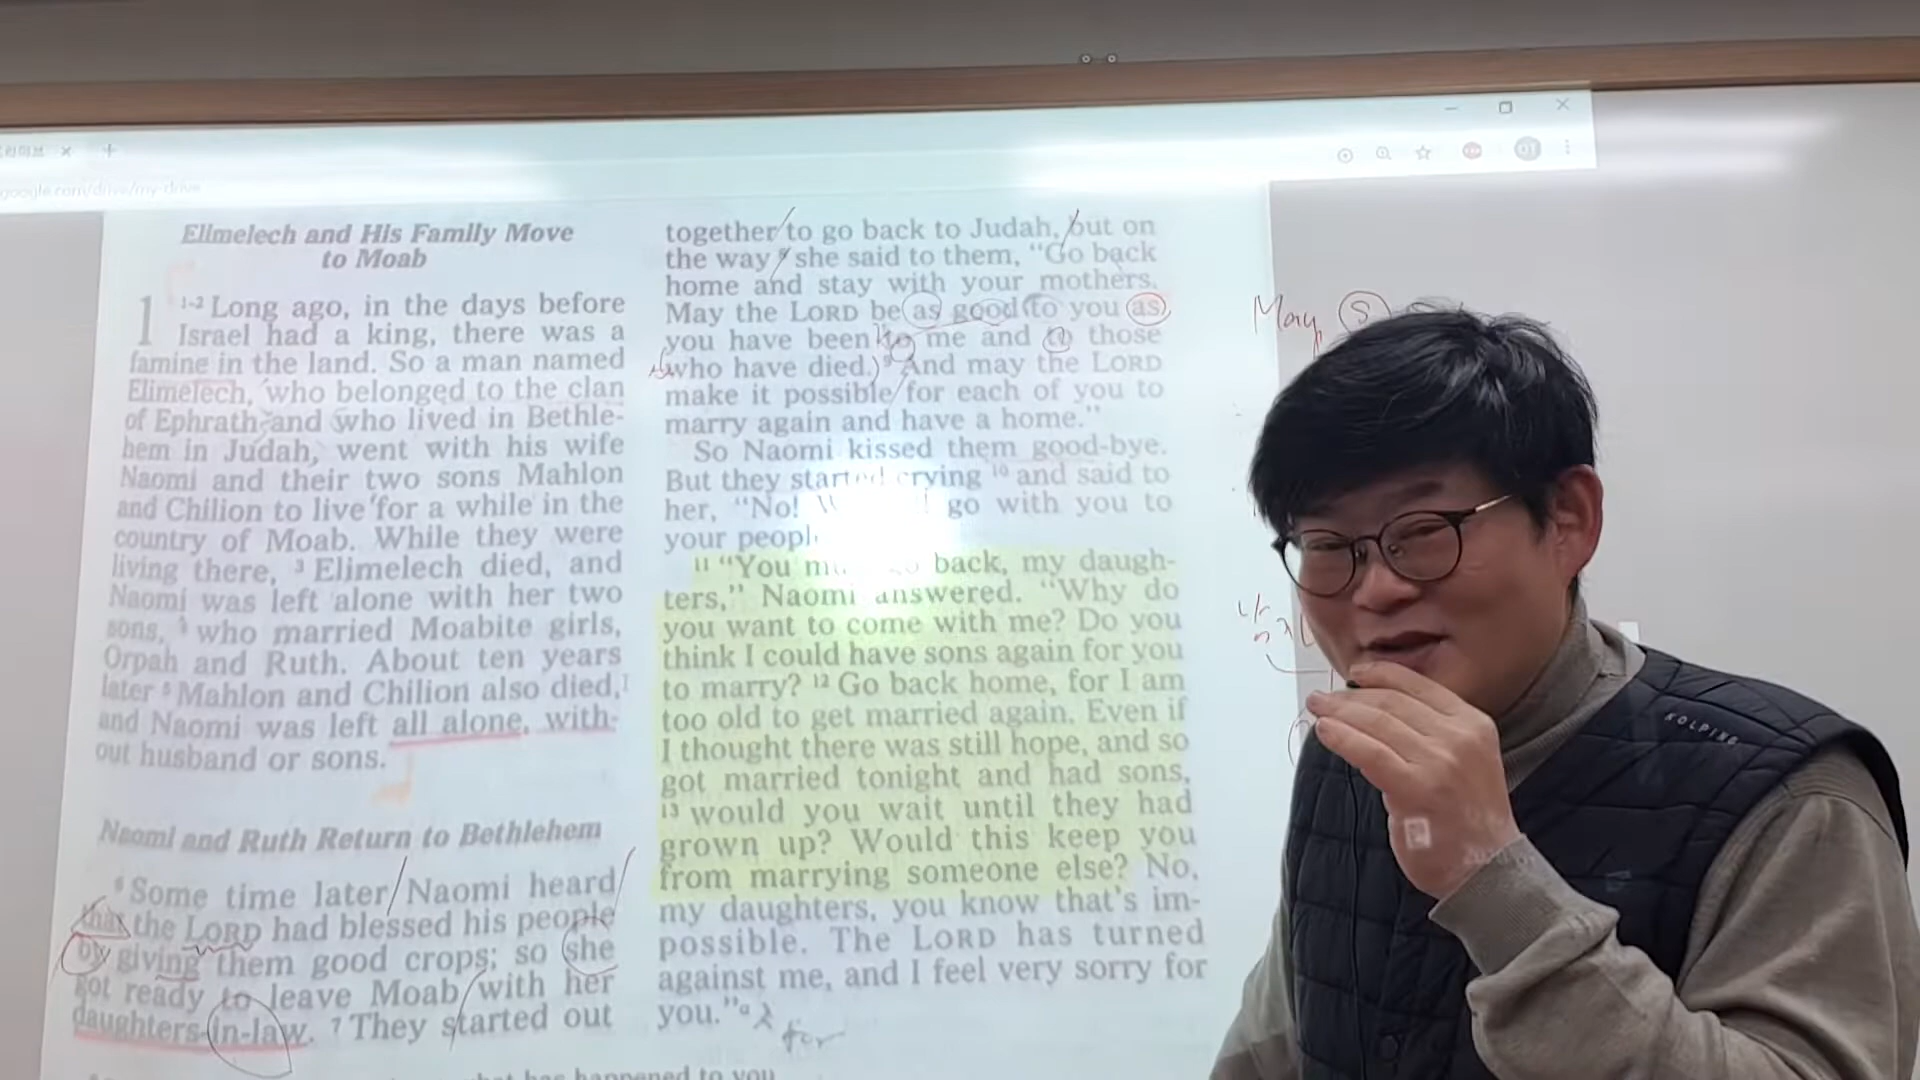 google.com/drive/my-drive
Elimelech and His Family Move
to Moab
1 1-2 Long ago, in the days before
Israel had a king, there was a
famine in the land. So a man named
Elimelech, who belonged to the clan
of Ephrath and who lived in Bethle-
hem in Judah, went with his wife
Naomi and their two sons Mahlon
and Chilion to live for a while in the
country of Moab. While they were
living there, 3 Elimelech died, and
Naomi was left alone with her two
sons, who married Moabite girls,
Orpah and Ruth. About ten years
later 5 Mahlon and Chilion also died,
and Naomi was left all alone, with-
out husband or sons.
Naomi and Ruth Return to Bethlehem
6 Some time later Naomi heard
that the LORD had blessed his people
by giving them good crops; so she
got ready to leave Moab with her
daughters-in-law. 7 They started out
together to go back to Judah, but on
the way she said to them, "Go back
home and stay with your mothers.
May the LORD be as good to you as
you have been to me and to those
who have died. 9 And may the LORD
make it possible for each of you to
marry again and have a home."
So Naomi kissed them good-bye.
But they started crying 10 and said to
her, "No! go with you to
your
11 "You back, my daugh-
ters," Naomi answered. "Why do
you want to come with me? Do you
think I could have sons again for you
to marry? 12 Go back home, for I am
too old to get married again. Even if
I thought there was still hope, and so
got married tonight and had sons,
13 would you wait until they had
grown up? Would this keep you
from marrying someone else? No,
my daughters, you know that's im-
possible. The LORD has turned
against me, and I feel very sorry for
you."a
for
has happened to you
May S
KOLPING